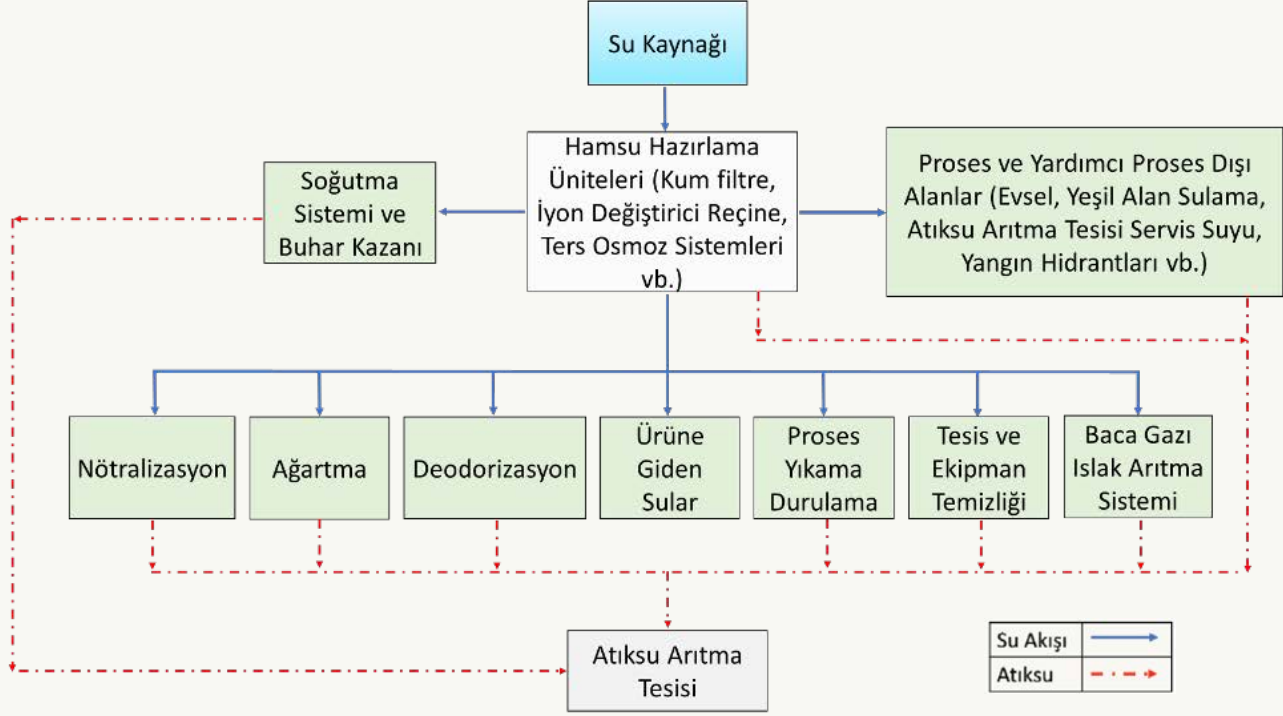 Su Kaynağı
Hamsu Hazırlama
Üniteleri (Kum filtre,
İyon Değiştirici Reçine,
Ters Osmoz Sistemleri
vb.)
Soğutma
Sistemi ve
Buhar Kazanı
Proses ve Yardımcı Proses Dışı
Alanlar (Evsel, Yeşil Alan Sulama,
Atıksu Arıtma Tesisi Servis Suyu,
Yangın Hidrantları vb.)
Nötralizasyon
Ağartma
Deodorizasyon
Ürüne
Giden
Sular
Proses
Yıkama
Durulama
Tesis ve
Ekipman
Temizliği
Baca Gazı
Islak Arıtma
Sistemi
Atıksu Arıtma
Tesisi
Su Akışı
Atıksu